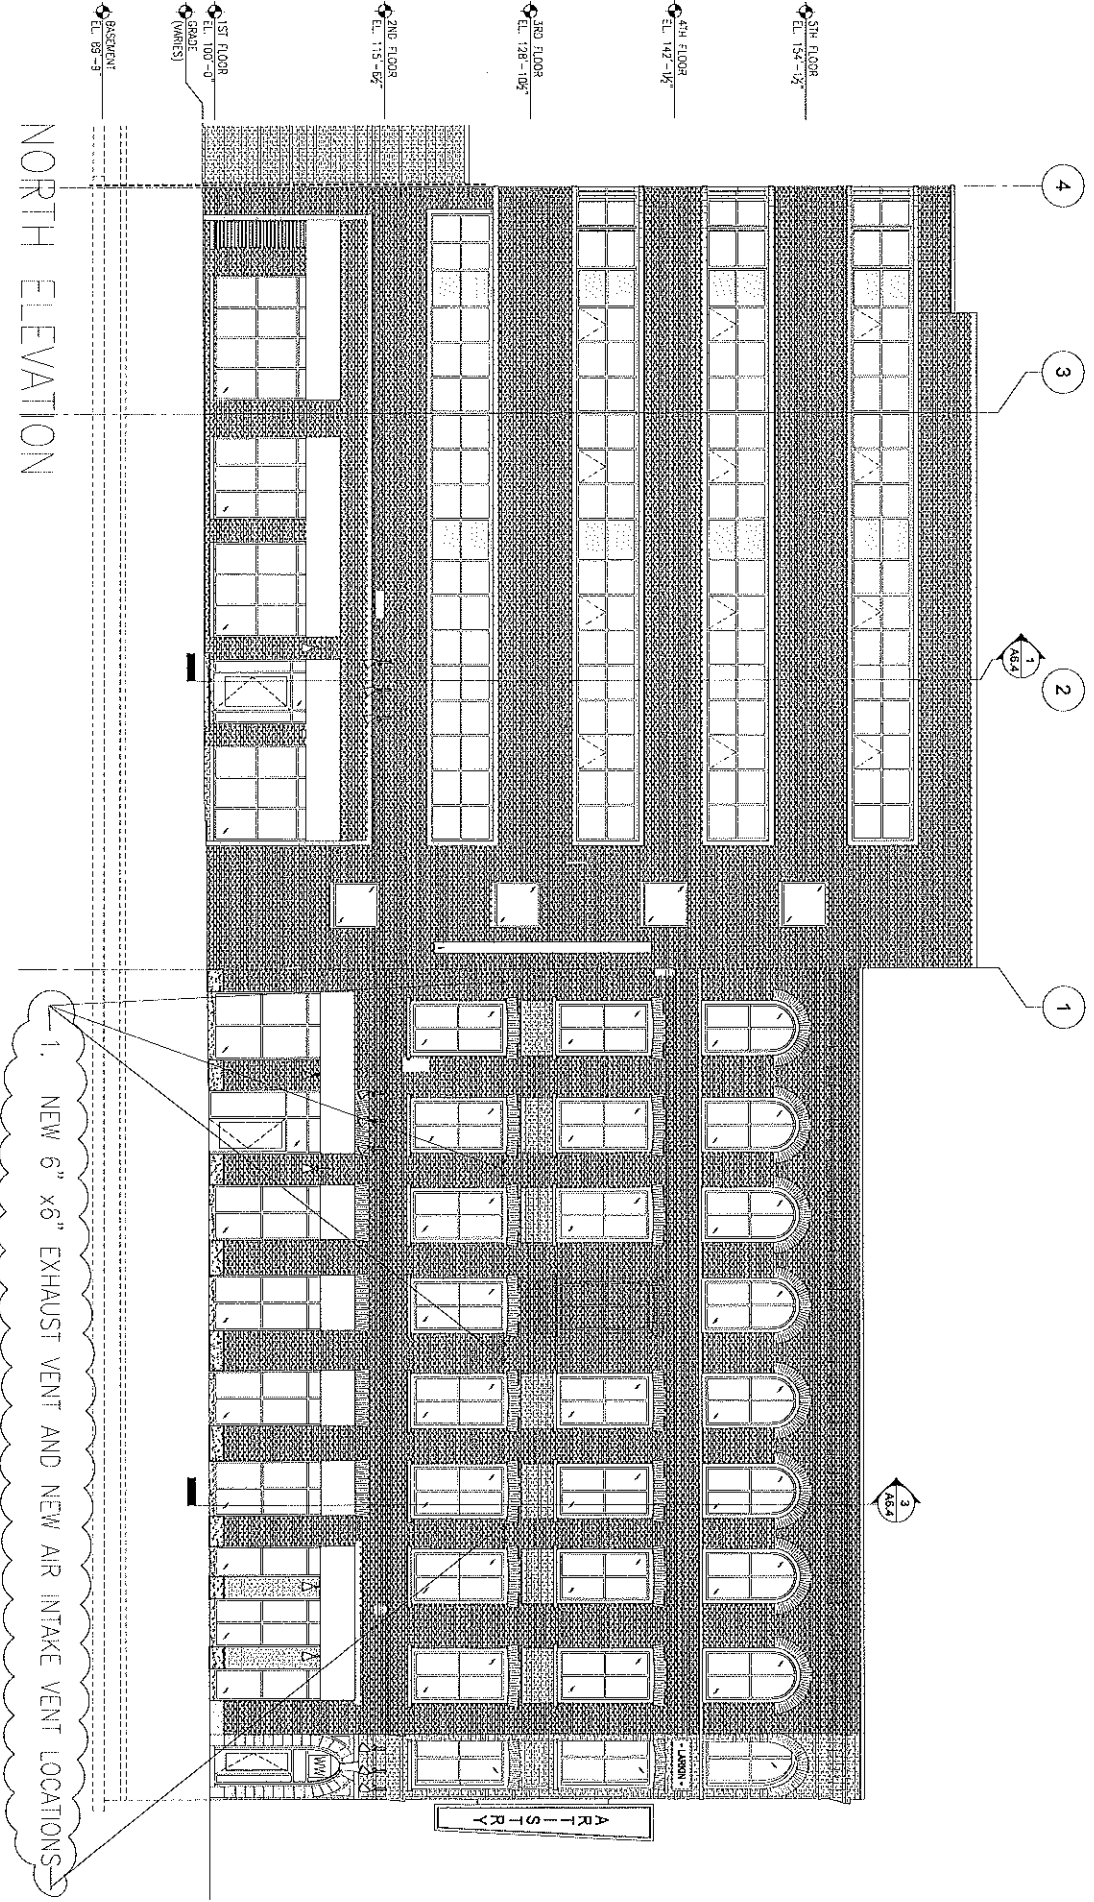 4
3
2
1
1
A6.4
3
A6.4
5TH FLOOR
EL. 154'-1½"
4TH FLOOR
EL. 142'-1½"
3RD FLOOR
EL. 128'-10½"
2ND FLOOR
EL. 115'-6½"
1ST FLOOR
EL. 100'-0"
GRADE
(VARIES)
BASEMENT
EL. 89'-9"
LARKIN
ARTISTRY
NORTH ELEVATION
1. NEW 6" x6" EXHAUST VENT AND NEW AIR INTAKE VENT LOCATIONS